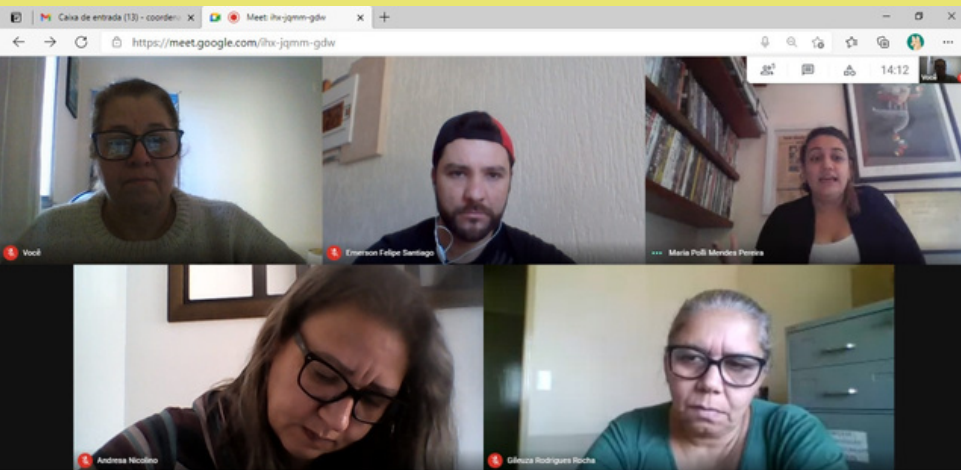 Caixa de entrada (13) - coordena
Meet: ihx-jqmm-gdw
https://meet.google.com/ihx-jqmm-gdw
14:12
Você
Você
Emerson Felipe Santiago
Maria Polli Mendes Pereira
Andresa Nicolino
Gileuza Rodrigues Rocha